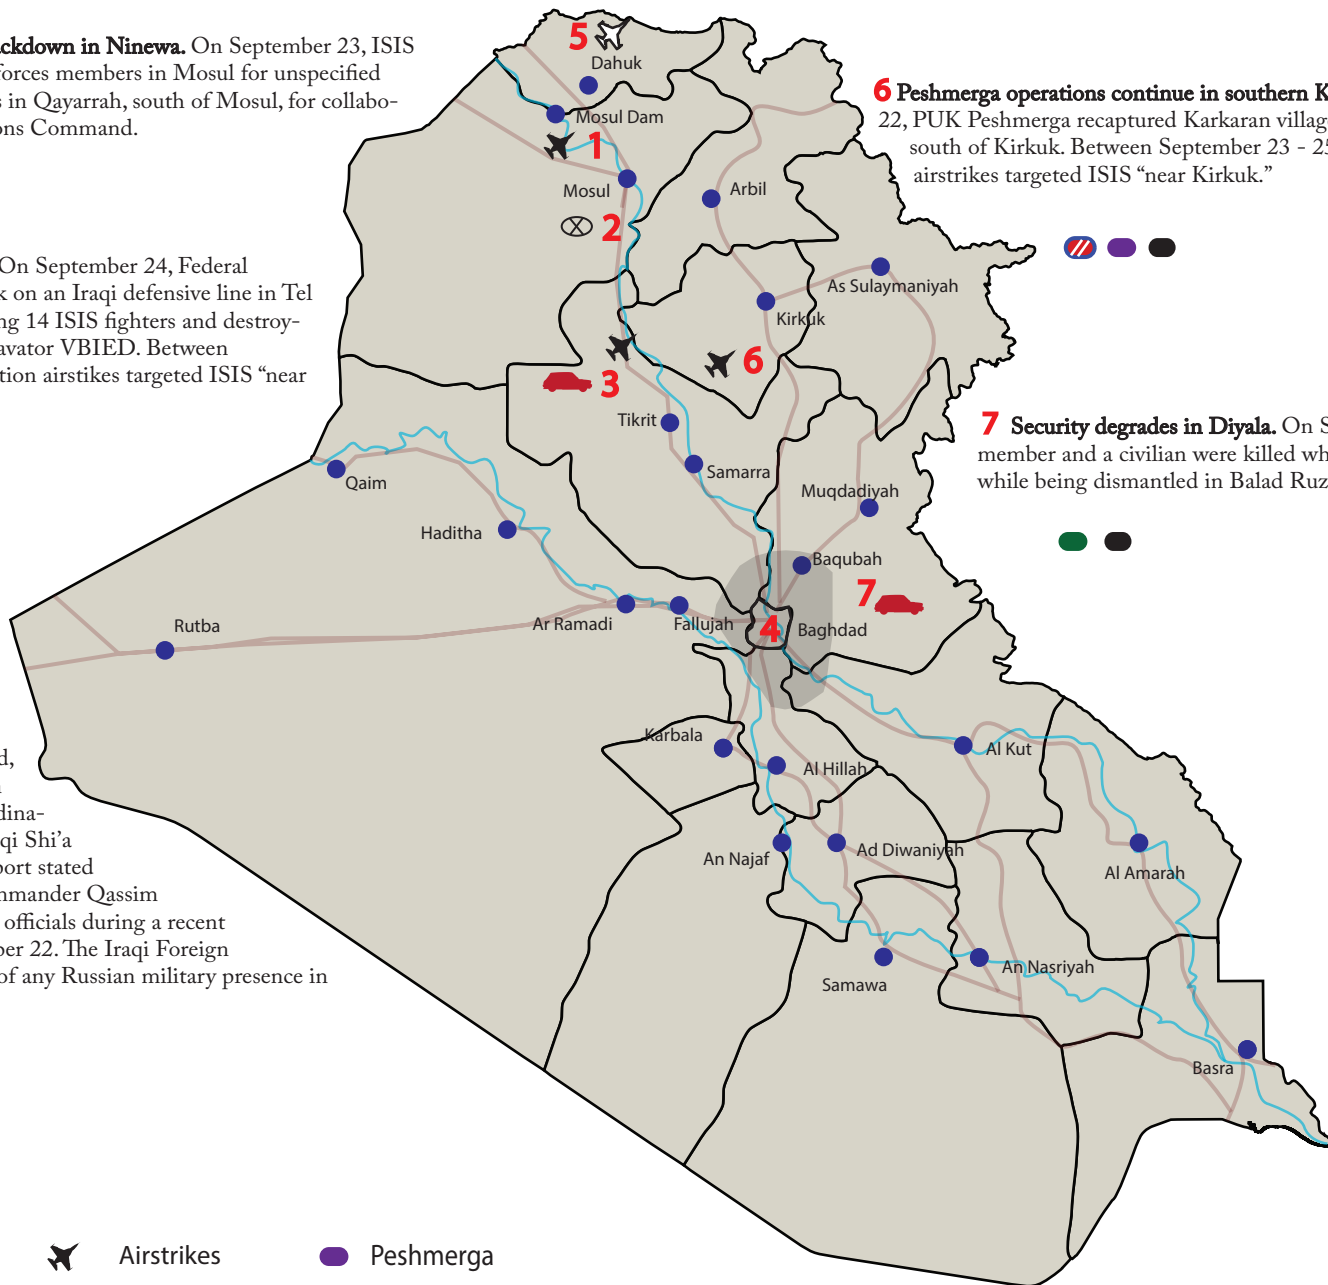 ckdown in Ninewa. On September 23, ISIS
forces members in Mosul for unspecified
s in Qayarrah, south of Mosul, for collabo-
ons Command.
On September 24, Federal
k on an Iraqi defensive line in Tel
ng 14 ISIS fighters and destroy-
avator VBIED. Between
tion airstikes targeted ISIS “near
d,
n
dina-
qi Shi’a
port stated
mmander Qassim
officials during a recent
ber 22. The Iraqi Foreign
of any Russian military presence in
6 Peshmerga operations continue in southern K
22, PUK Peshmerga recaptured Karkaran villag
south of Kirkuk. Between September 23 - 25
airstrikes targeted ISIS “near Kirkuk.”
7 Security degrades in Diyala. On S
member and a civilian were killed wh
while being dismantled in Balad Ruz
5
Dahuk
Mosul Dam
1
Mosul
Arbil
2
As Sulaymaniyah
Kirkuk
6
3
Tikrit
Samarra
Qaim
Muqdadiyah
Haditha
Baqubah
7
Ar Ramadi
Fallujah
4
Baghdad
Rutba
Karbala
Al Hillah
Al Kut
An Najaf
Ad Diwaniyah
Al Amarah
Samawa
An Nasriyah
Basra
Airstrikes
Peshmerga